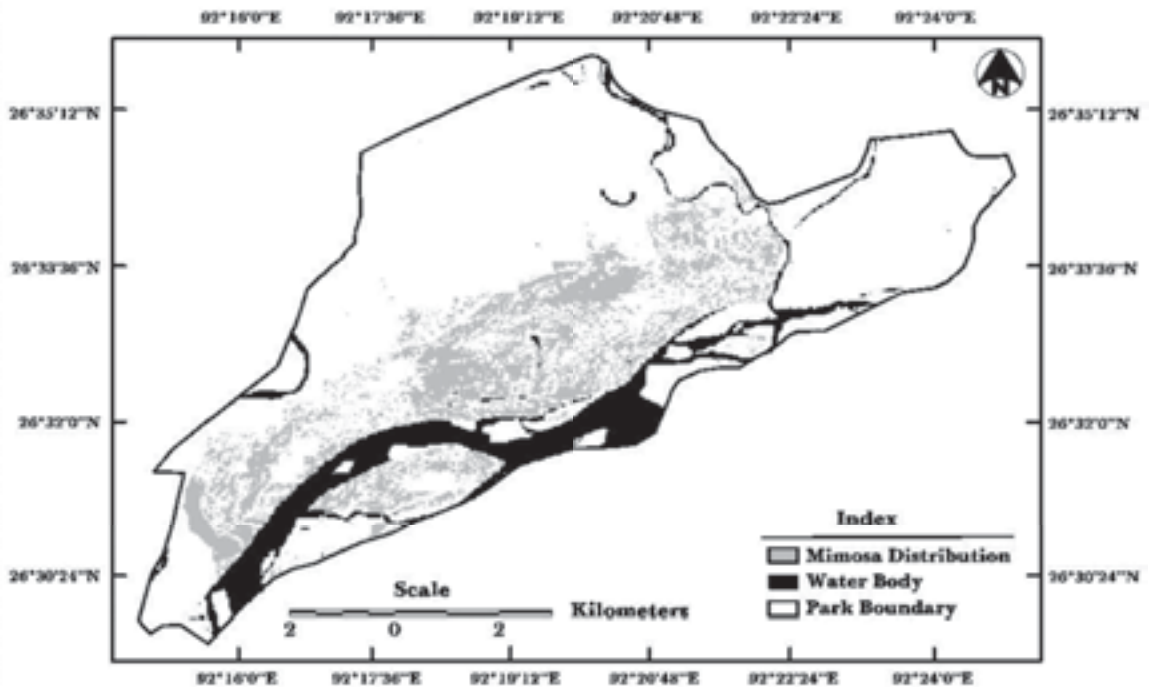 92°16'0"E 92°17'36"E 92°19'12"E 92°20'48"E 92°22'24"E 92°24'0"E
N
26°35'12"N 26°35'12"N
26°33'36"N 26°33'36"N
26°32'0"N 26°32'0"N
Index
Mimosa Distribution
26°30'24"N 26°30'24"N
Water Body
Scale
Kilometers
Park Boundary
2 0 2
92°16'0"E 92°17'36"E 92°19'12"E 92°20'48"E 92°22'24"E 92°24'0"E